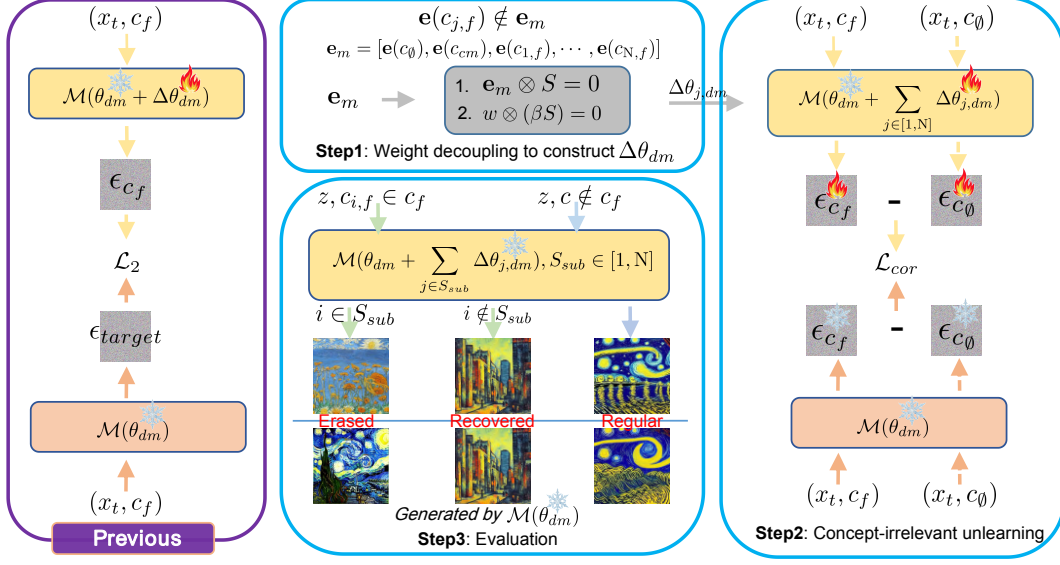 (x_t, c_f)
M(θ_dm + Δθ_dm)
ϵ_{c_f}
L_2
ϵ_target
M(θ_dm)
(x_t, c_f)
Previous
e(c_{j,f}) ∉ e_m
e_m = [e(c_∅), e(c_{cm}), e(c_{1,f}), ⋯ , e(c_{N,f})]
e_m
1. e_m ⊗ S = 0
2. w ⊗ (βS) = 0
Step1: Weight decoupling to construct Δθ_dm
Δθ_{j,dm}
z, c_{i,f} ∈ c_f
z, c ∉ c_f
M(θ_dm + ∑_{j∈S_sub} Δθ_{j,dm}), S_sub ∈ [1, N]
i ∈ S_sub
i ∉ S_sub
Erased
Recovered
Regular
Generated by M(θ_dm)
Step3: Evaluation
(x_t, c_f)
(x_t, c_∅)
M(θ_dm + ∑_{j∈[1,N]} Δθ_{j,dm})
ϵ_{c_f} - ϵ_{c_∅}
L_cor
ϵ_{c_f} - ϵ_{c_∅}
M(θ_dm)
(x_t, c_f)
(x_t, c_∅)
Step2: Concept-irrelevant unlearning